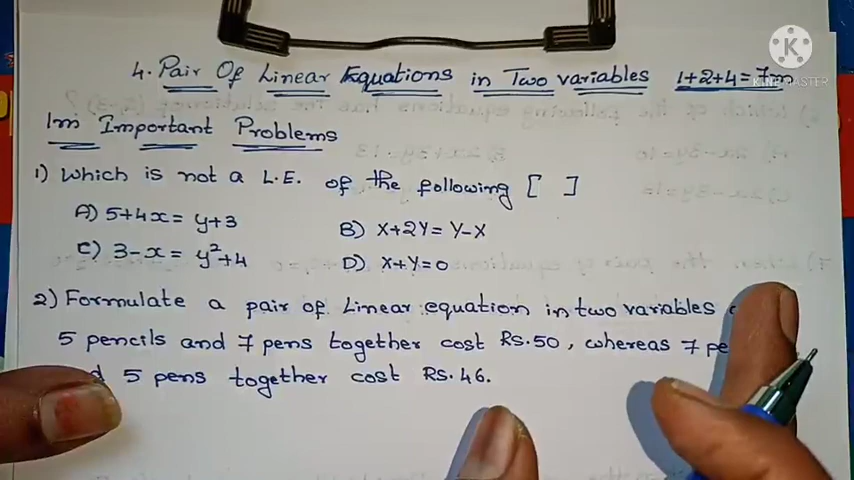 4. Pair Of Linear Equations in Two variables 1+2+4=7m
KINEMASTER
1m Important Problems
1) Which is not a L.E. of the following [ ]
A) 5+4x = y+3 B) X+2Y = Y-X
C) 3-x = y²+4 D) X+Y=0
2) Formulate a pair of Linear equation in two variables
5 pencils and 7 pens together cost Rs.50, whereas 7
5 pens together cost Rs.46.